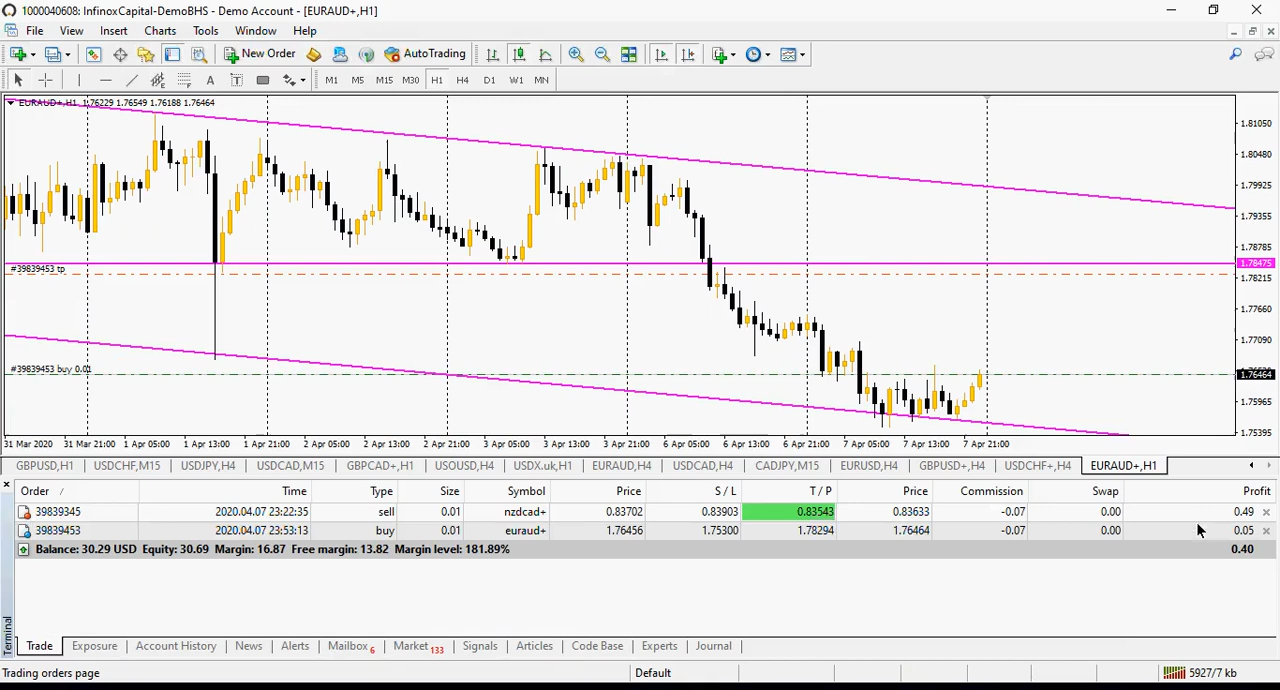 1000040608: InfinoxCapital-DemoBHS - Demo Account - [EURAUD+,H1]
File View Insert Charts Tools Window Help
New Order AutoTrading
A T M1 M5 M15 M30 H1 H4 D1 W1 MN
EURAUD+,H1 1.76229 1.76549 1.76188 1.76464
1.81050
1.80480
1.79925
1.79355
1.78785
#39839453 tp
1.78475
1.78215
1.77660
1.77090
#39839453 buy 0.01
1.76464
1.75965
1.75395
31 Mar 2020 31 Mar 21:00 1 Apr 05:00 1 Apr 13:00 1 Apr 21:00 2 Apr 05:00 2 Apr 13:00 2 Apr 21:00 3 Apr 05:00 3 Apr 13:00 3 Apr 21:00 6 Apr 05:00 6 Apr 13:00 6 Apr 21:00 7 Apr 05:00 7 Apr 13:00 7 Apr 21:00
GBPUSD,H1 USDCHF,M15 USDJPY,H4 USDCAD,M15 GBPCAD+,H1 USOUSD,H4 USDX.uk,H1 EURAUD,H4 USDCAD,H4 CADJPY,M15 EURUSD,H4 GBPUSD+,H4 USDCHF+,H4 EURAUD+,H1
Order / Time Type Size Symbol Price S / L T / P Price Commission Swap Profit
39839345 2020.04.07 23:22:35 sell 0.01 nzdcad+ 0.83702 0.83903 0.83543 0.83633 -0.07 0.00 0.49
39839453 2020.04.07 23:53:13 buy 0.01 euraud+ 1.76456 1.75300 1.78294 1.76464 -0.07 0.00 0.05
Balance: 30.29 USD Equity: 30.69 Margin: 16.87 Free margin: 13.82 Margin level: 181.89% 0.40
Terminal
Trade Exposure Account History News Alerts Mailbox 6 Market 133 Signals Articles Code Base Experts Journal
Trading orders page Default 5927/7 kb